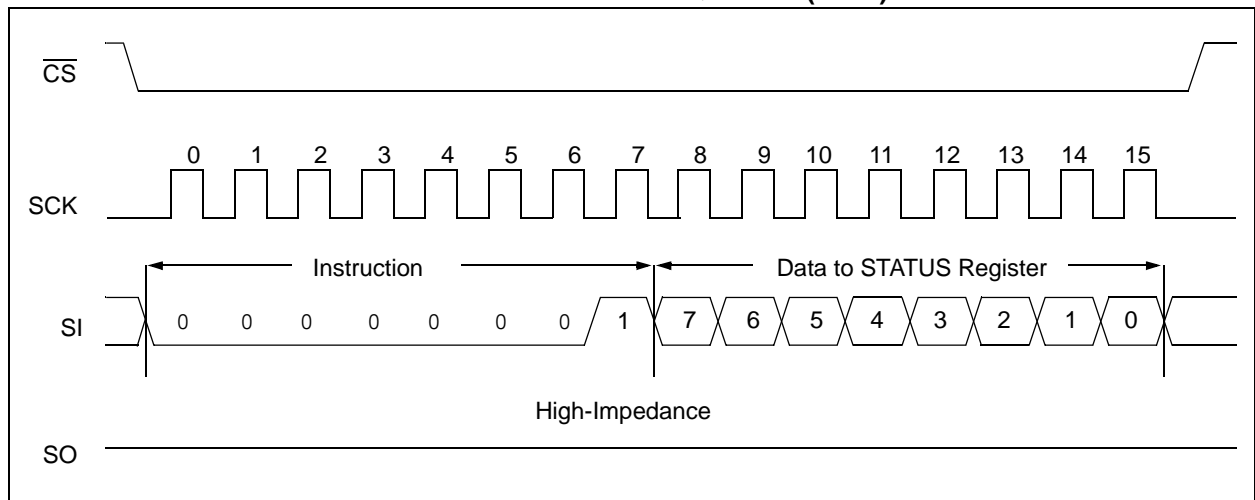 CS
0 1 2 3 4 5 6 7 8 9 10 11 12 13 14 15
SCK
Instruction Data to STATUS Register
SI 0 0 0 0 0 0 0 1 7 6 5 4 3 2 1 0
High-Impedance
SO